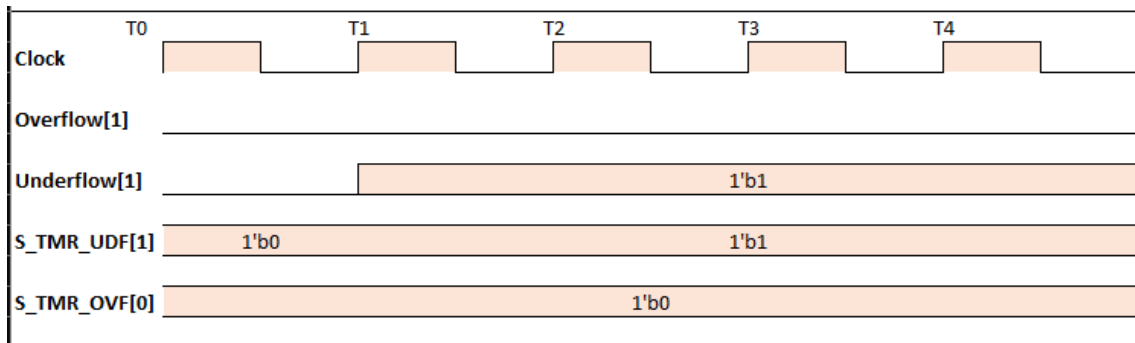 T0 T1 T2 T3 T4
Clock
Overflow[1]
Underflow[1] 1'b1
S_TMR_UDF[1] 1'b0 1'b1
S_TMR_OVF[0] 1'b0